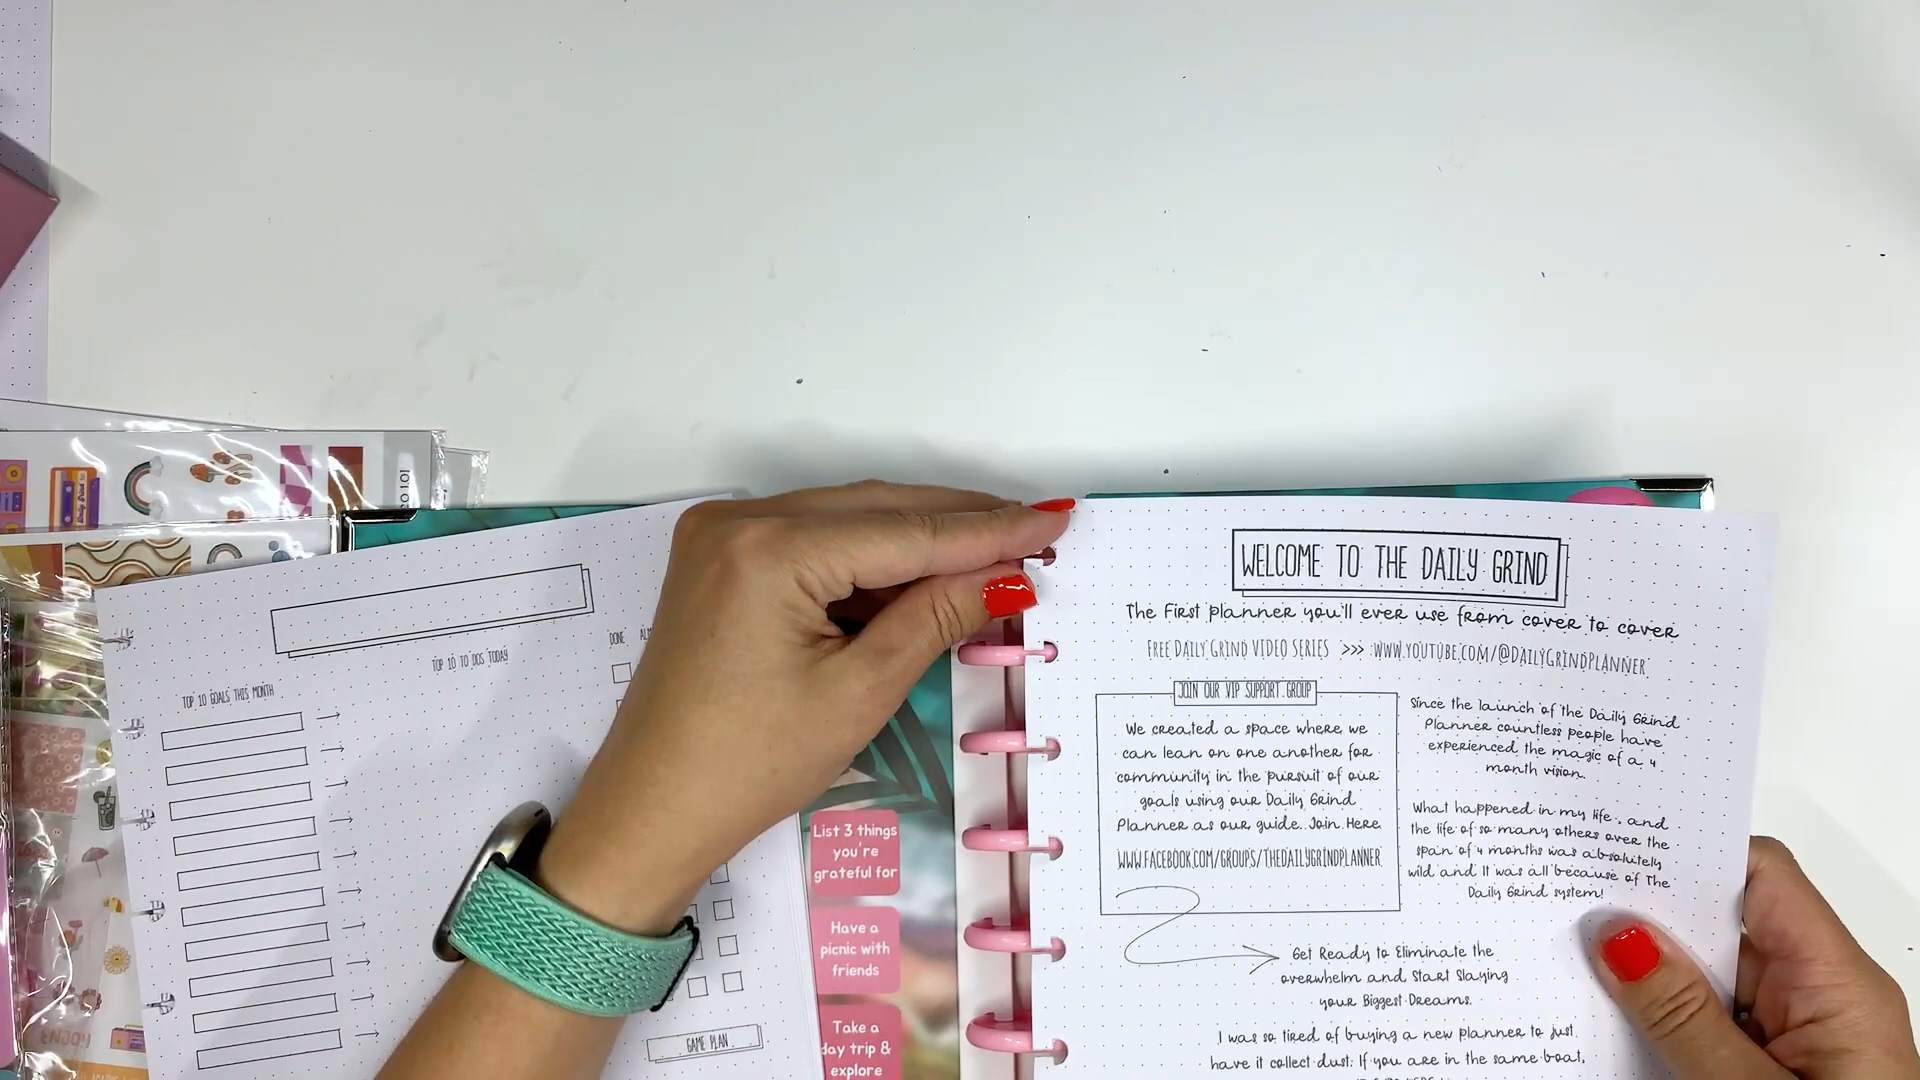 0.1.01
TOP 10 TO DOS TODAY
DONE
TOP 10 GOALS THIS MONTH
GAME PLAN
List 3 things
you're
grateful for
Have a
picnic with
friends
Take a
day trip &
explore
WELCOME TO THE DAILY GRIND
The First planner you'll ever use from cover to cover
FREE DAILY GRIND VIDEO SERIES >>> WWW.YOUTUBE.COM/@DAILYGRINDPLANNER
JOIN OUR VIP SUPPORT GROUP
We created a space where we
can lean on one another for
community in the pursuit of our
goals using our Daily Grind
Planner as our guide. Join Here
WWW.FACEBOOK.COM/GROUPS/THEDAILYGRINDPLANNER
Since the launch of the Daily Grind
Planner countless people have
experienced the magic of a 4
month vision.
What happened in my life, and
the life of so many others over the
span of 4 months was absolutely
wild and It was all because of The
Daily Grind system!
Get Ready to Eliminate the
overwhelm and Start Slaying
your Biggest Dreams.
I was so tired of buying a new planner to just
have it collect dust. If you are in the same boat,